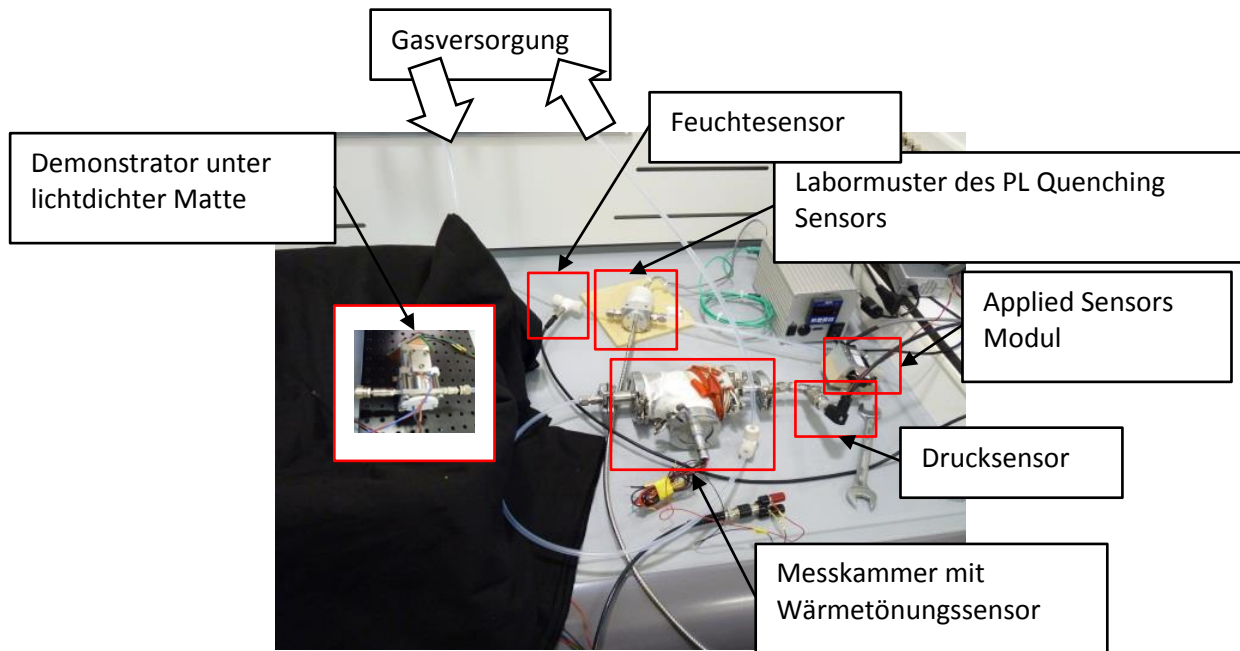 Gasversorgung
Feuchtesensor
Demonstrator unter
lichtdichter Matte
Labormuster des PL Quenching
Sensors
Applied Sensors
Modul
Drucksensor
Messkammer mit
Wärmetönungssensor